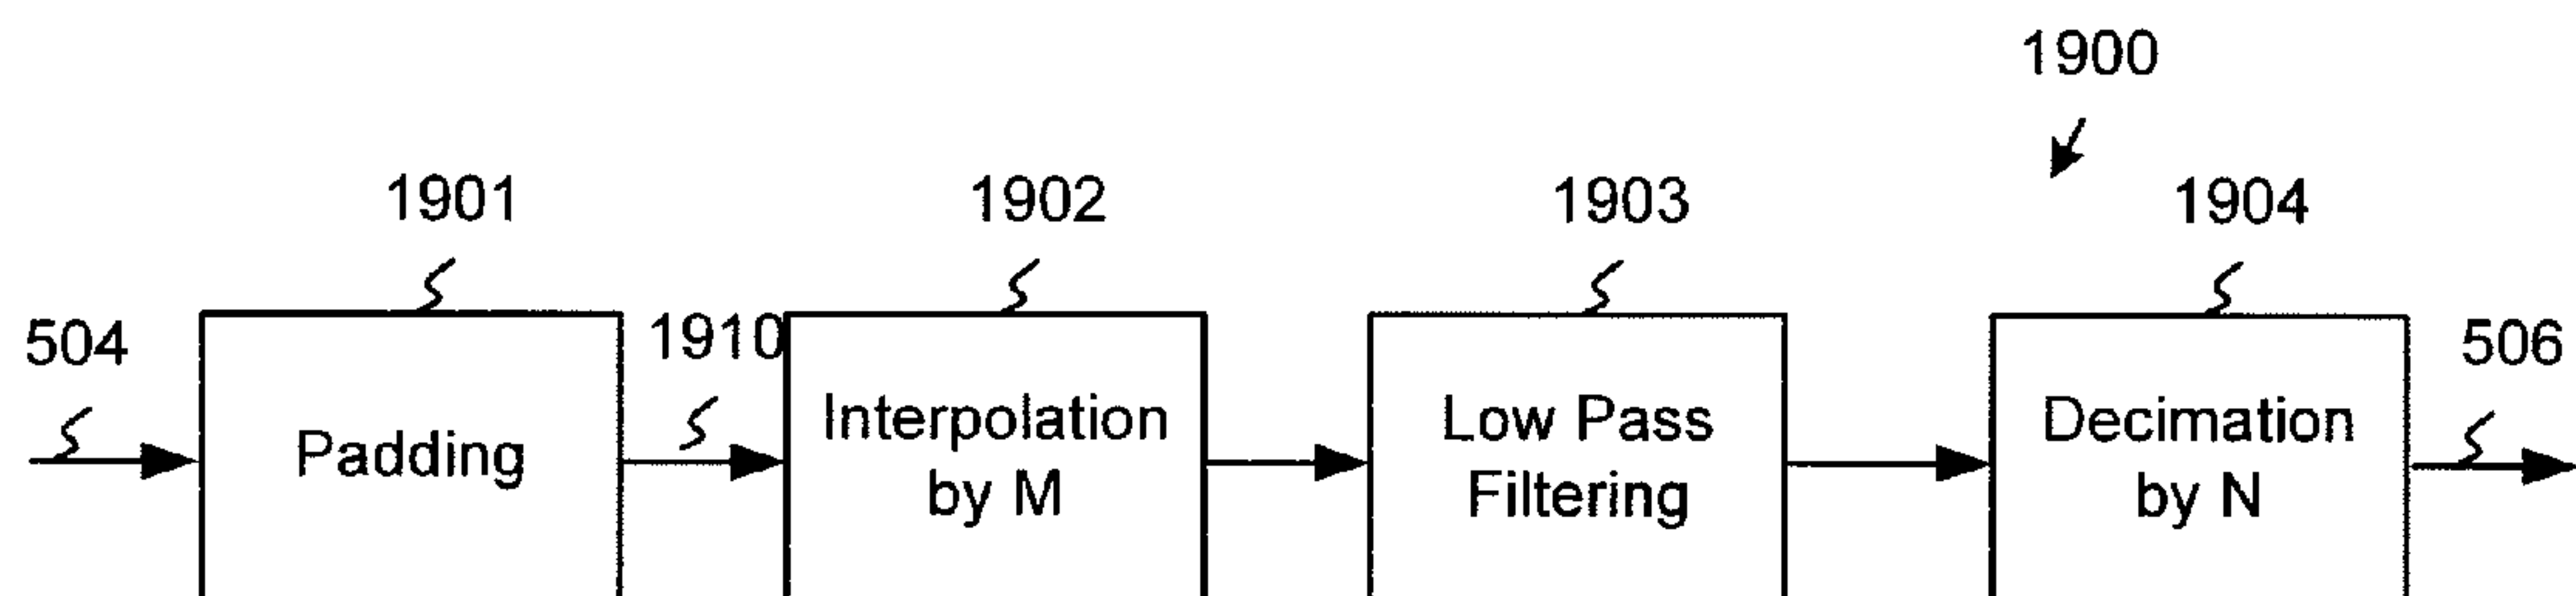 1900
1901
1902
1903
1904
504
1910
506
Padding
Interpolation
by M
Low Pass
Filtering
Decimation
by N